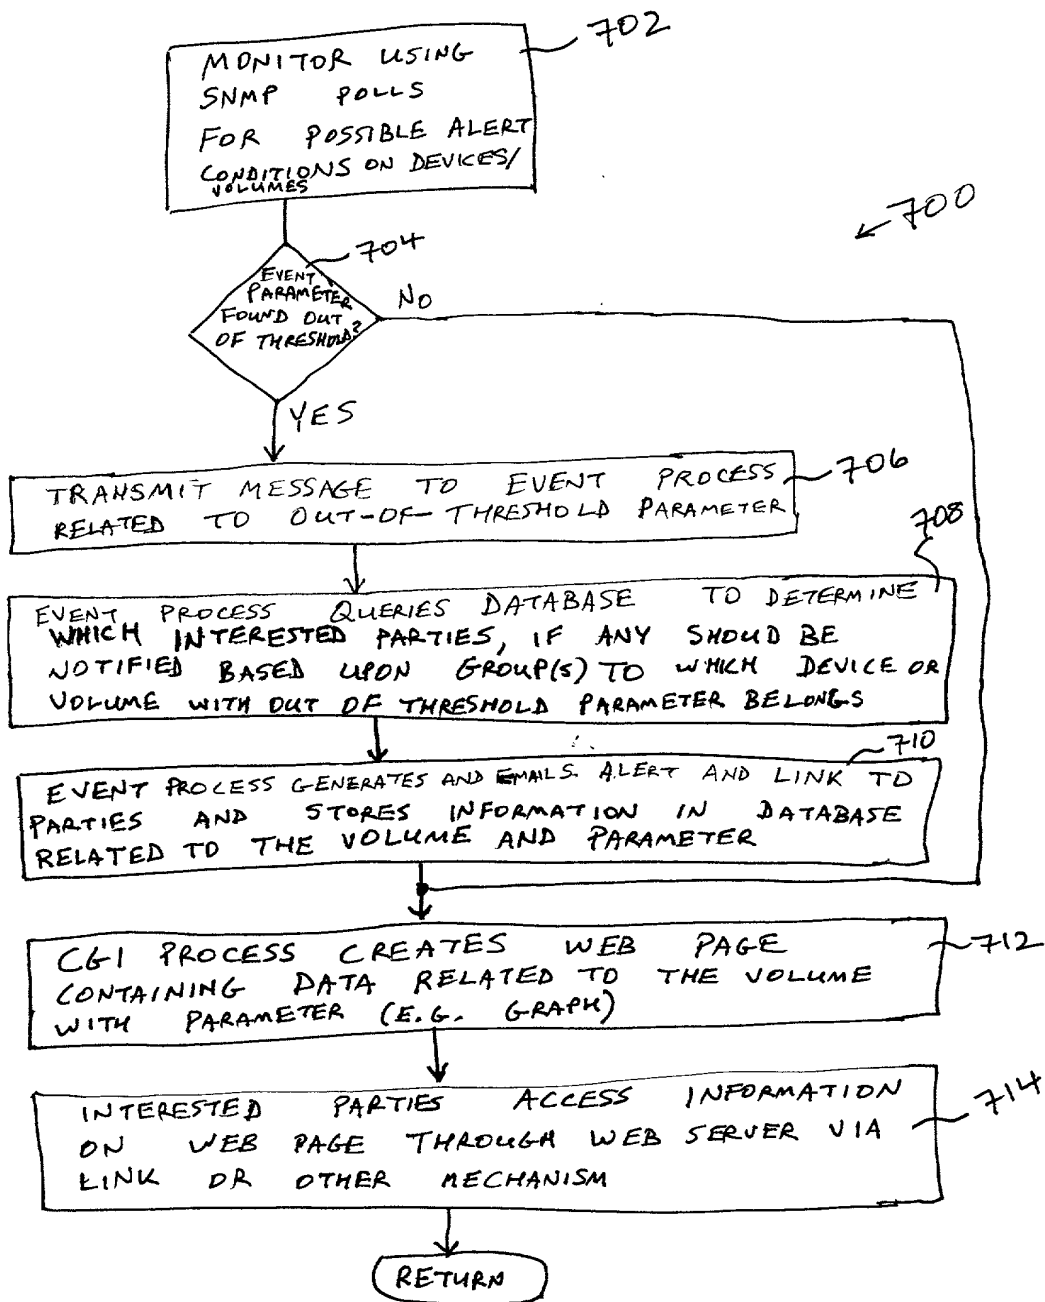 702
MONITOR USING
SNMP POLLS
FOR POSSIBLE ALERT
CONDITIONS ON DEVICES/
VOLUMES
700
704
EVENT
PARAMETER
FOUND OUT
OF THRESHOLD?
NO
YES
706
TRANSMIT MESSAGE TO EVENT PROCESS
RELATED TO OUT-OF-THRESHOLD PARAMETER
708
EVENT PROCESS QUERIES DATABASE TO DETERMINE
WHICH INTERESTED PARTIES, IF ANY SHOULD BE
NOTIFIED BASED UPON GROUP(S) TO WHICH DEVICE OR
VOLUME WITH OUT OF THRESHOLD PARAMETER BELONGS
710
EVENT PROCESS GENERATES AND EMAILS ALERT AND LINK TO
PARTIES AND STORES INFORMATION IN DATABASE
RELATED TO THE VOLUME AND PARAMETER
712
CGI PROCESS CREATES WEB PAGE
CONTAINING DATA RELATED TO THE VOLUME
WITH PARAMETER (E.G. GRAPH)
714
INTERESTED PARTIES ACCESS INFORMATION
ON WEB PAGE THROUGH WEB SERVER VIA
LINK OR OTHER MECHANISM
RETURN